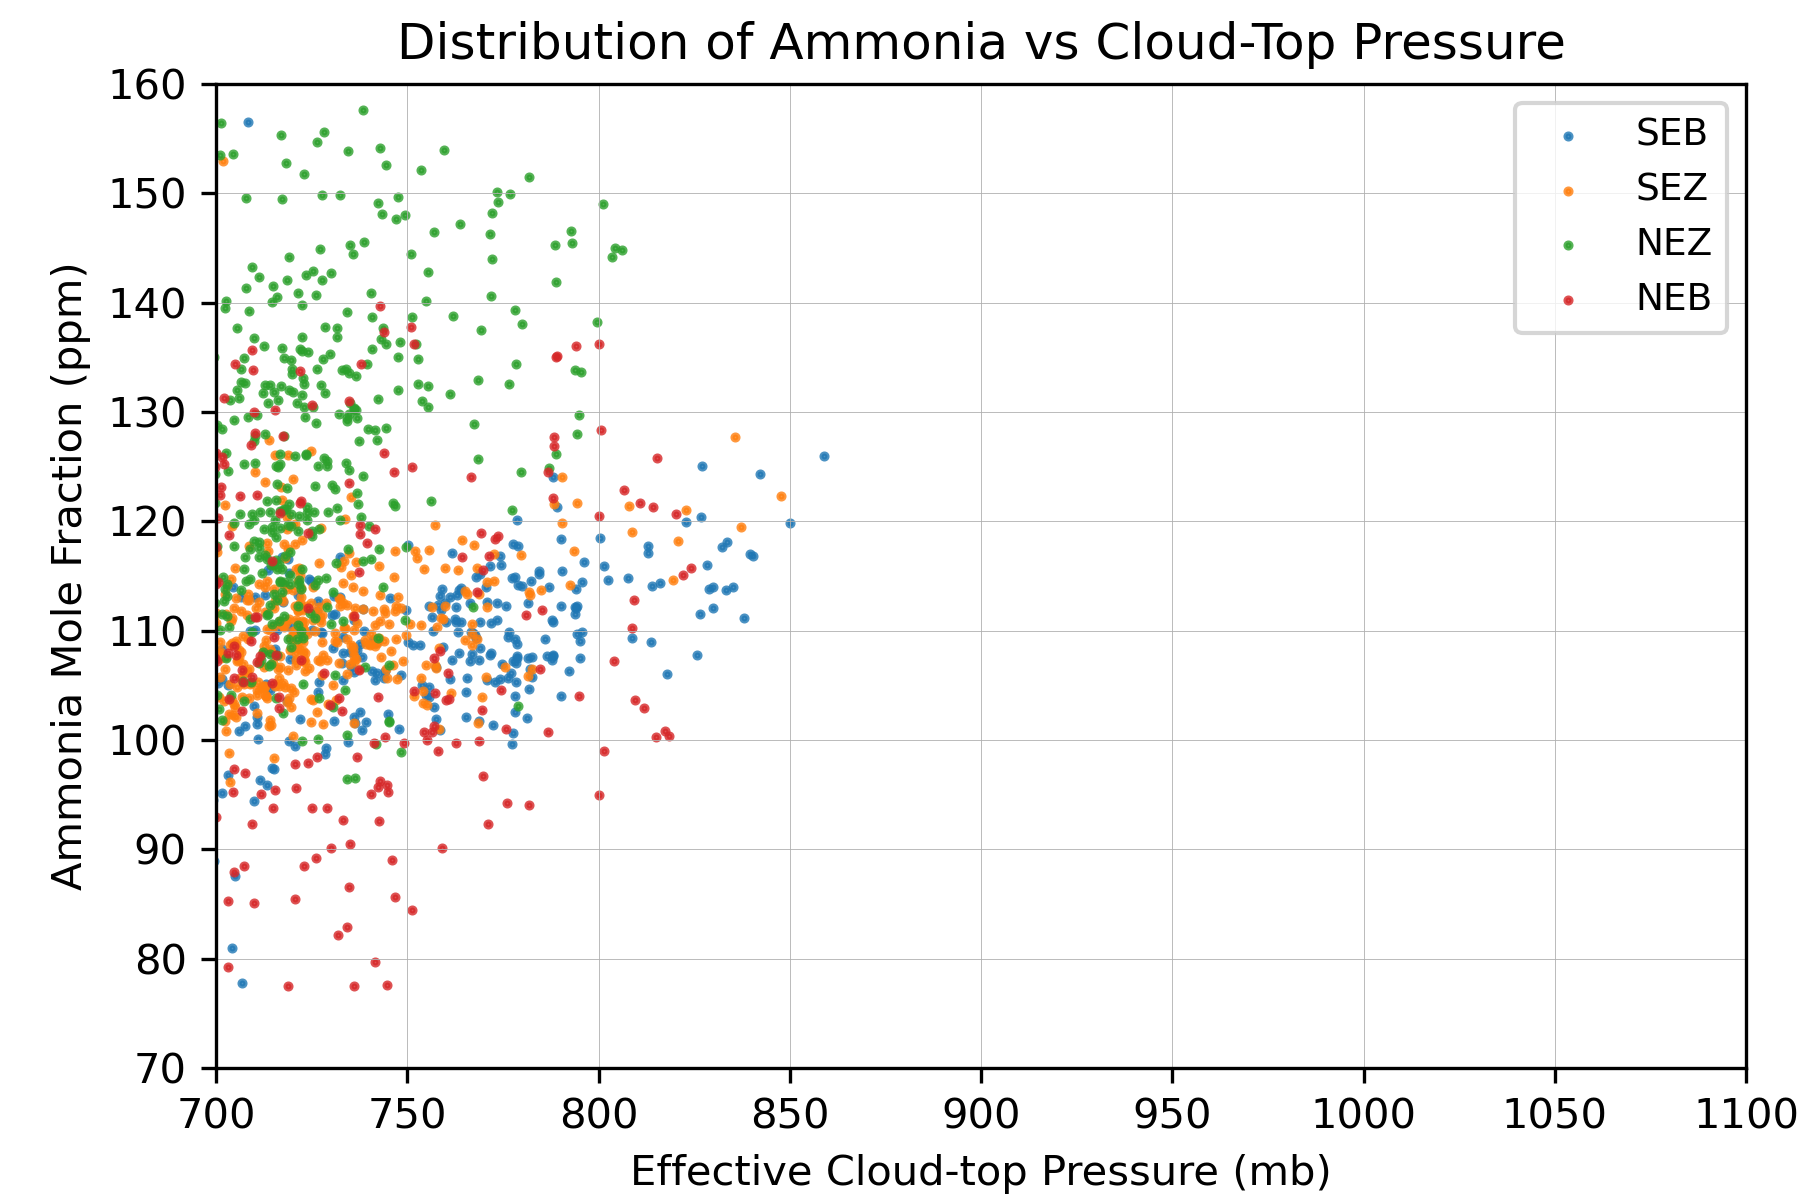 Distribution of Ammonia vs Cloud-Top Pressure
160
150
140
130
120
110
100
90
80
70
Ammonia Mole Fraction (ppm)
SEB
SEZ
NEZ
NEB
700 750 800 850 900 950 1000 1050 1100
Effective Cloud-top Pressure (mb)